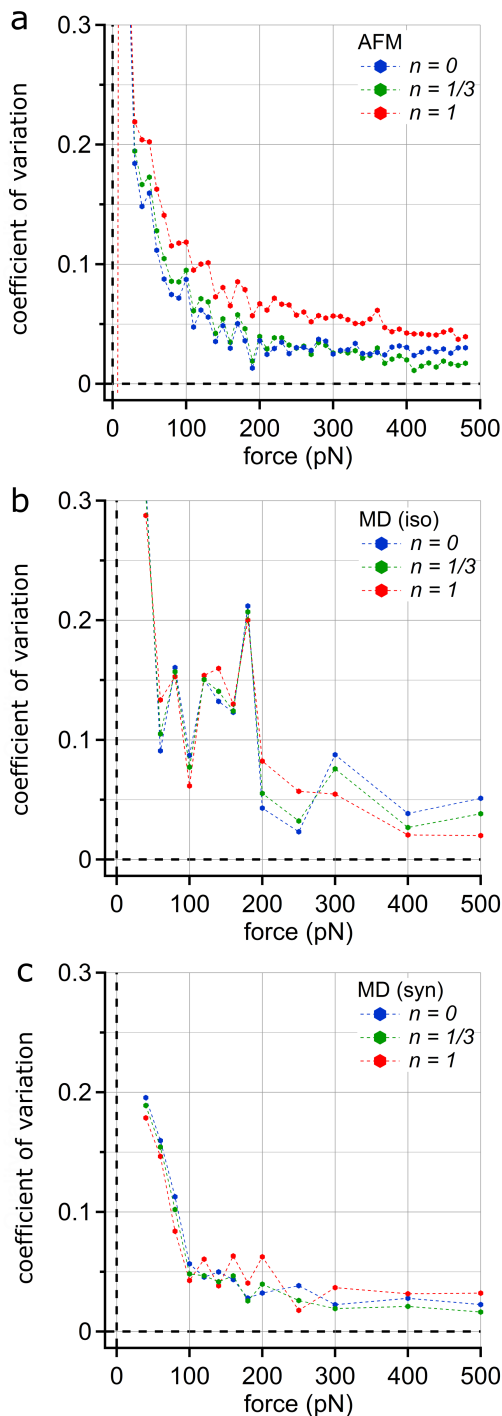 a
coefficient of variation
0.3
0.2
0.1
0
AFM
n = 0
n = 1/3
n = 1
0 100 200 300 400 500
force (pN)
b
coefficient of variation
0.3
0.2
0.1
0
MD (iso)
n = 0
n = 1/3
n = 1
0 100 200 300 400 500
force (pN)
c
coefficient of variation
0.3
0.2
0.1
0
MD (syn)
n = 0
n = 1/3
n = 1
0 100 200 300 400 500
force (pN)